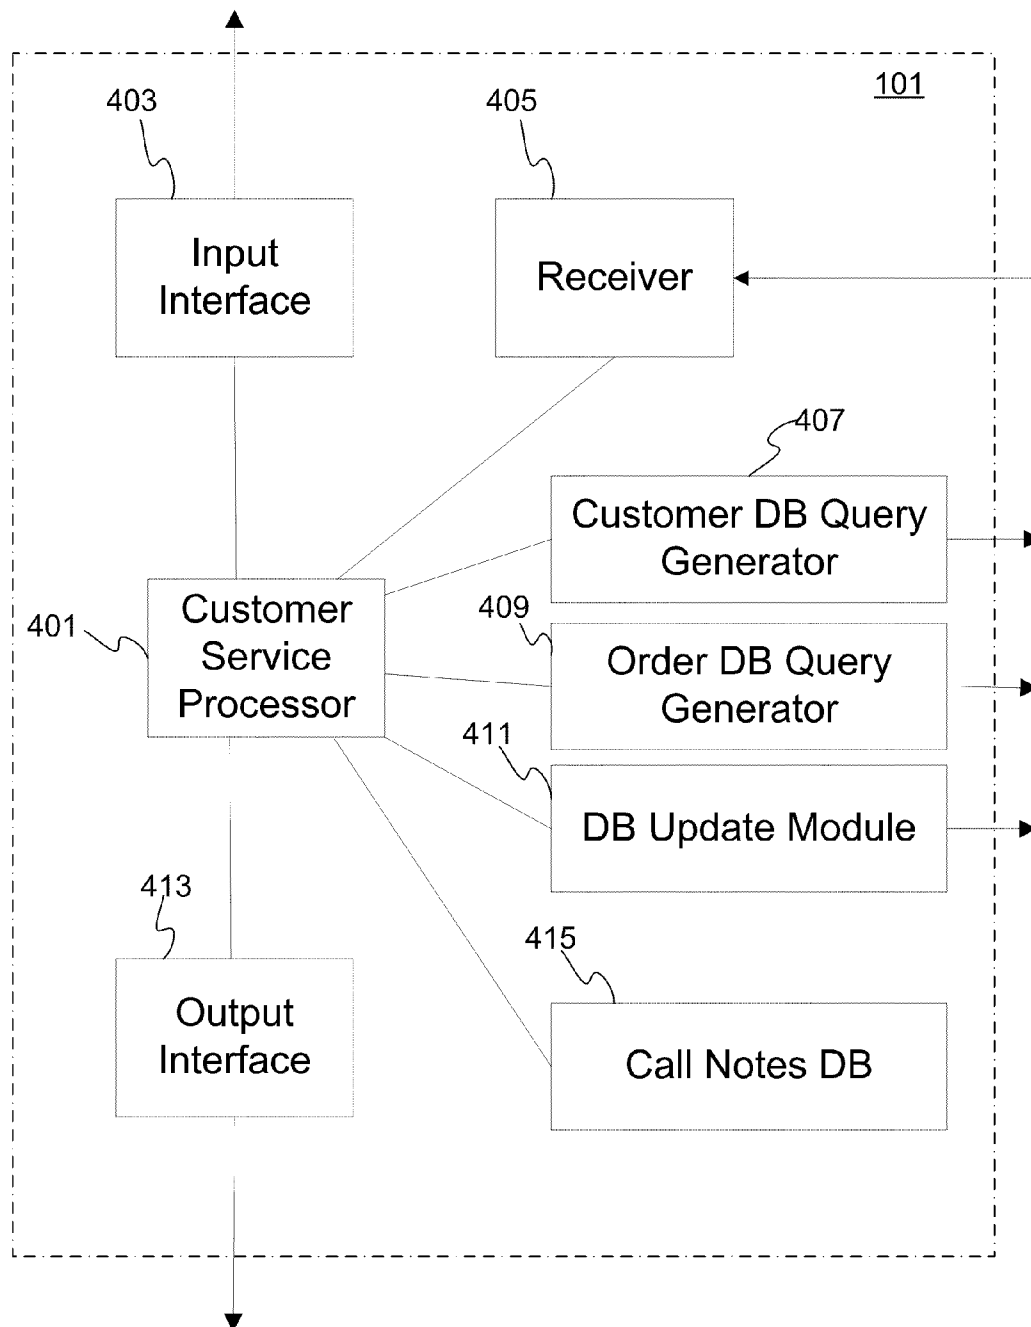 101
403
405
Input
Interface
Receiver
407
Customer DB Query
Generator
401
Customer
Service
Processor
409
Order DB Query
Generator
411
DB Update Module
413
Output
Interface
415
Call Notes DB